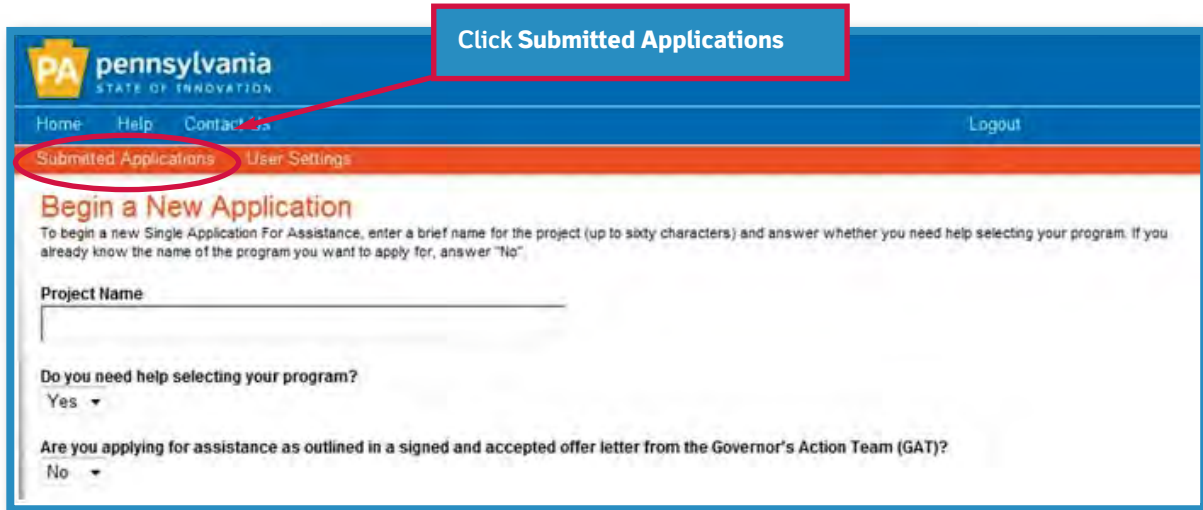 Click Submitted Applications
PA pennsylvania
STATE OF INNOVATION
Home Help Contact Us Logout
Submitted Applications User Settings
Begin a New Application
To begin a new Single Application For Assistance, enter a brief name for the project (up to sixty characters) and answer whether you need help selecting your program. If you
already know the name of the program you want to apply for, answer "No".
Project Name
Do you need help selecting your program?
Yes
Are you applying for assistance as outlined in a signed and accepted offer letter from the Governor's Action Team (GAT)?
No